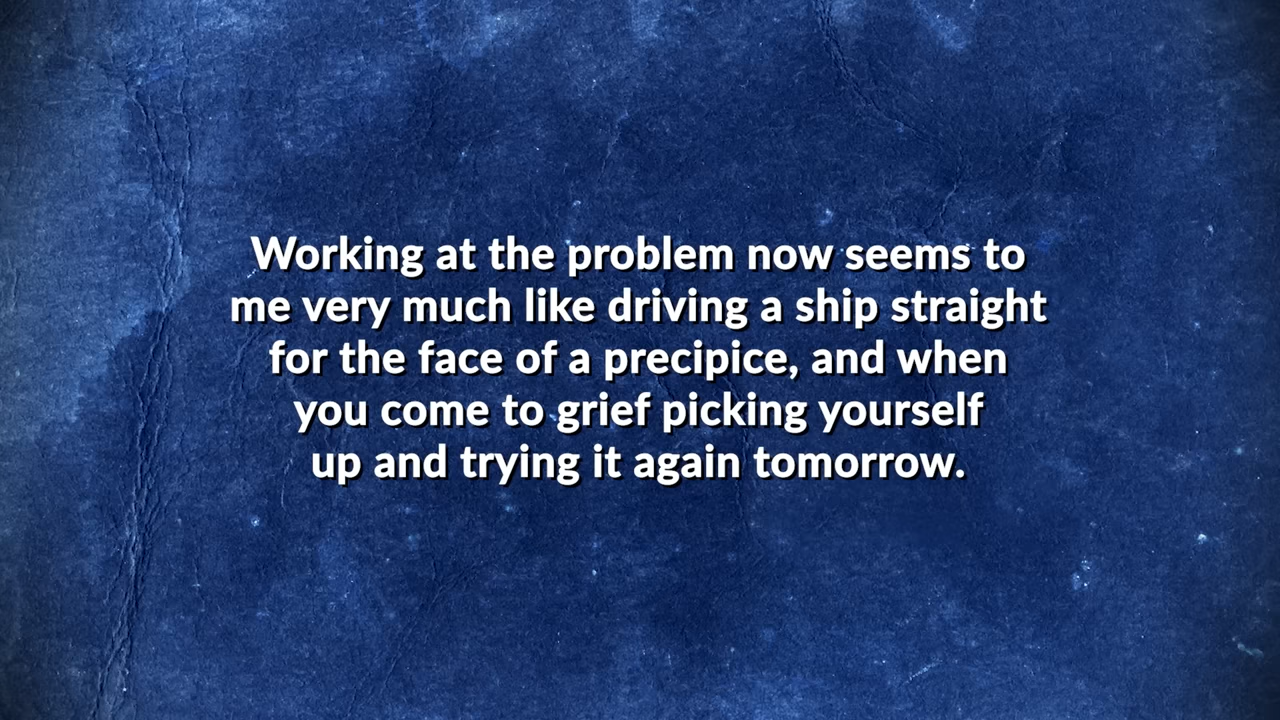 Working at the problem now seems to
me very much like driving a ship straight
for the face of a precipice, and when
you come to grief picking yourself
up and trying it again tomorrow.